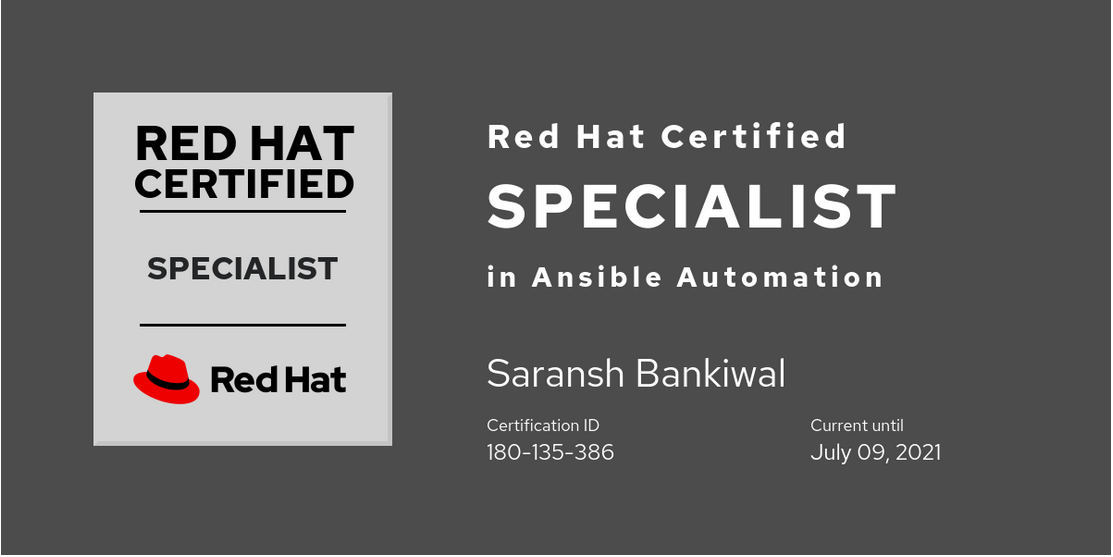 RED HAT
CERTIFIED
SPECIALIST
Red Hat
Red Hat Certified
SPECIALIST
in Ansible Automation
Saransh Bankiwal
Certification ID
180-135-386
Current until
July 09, 2021